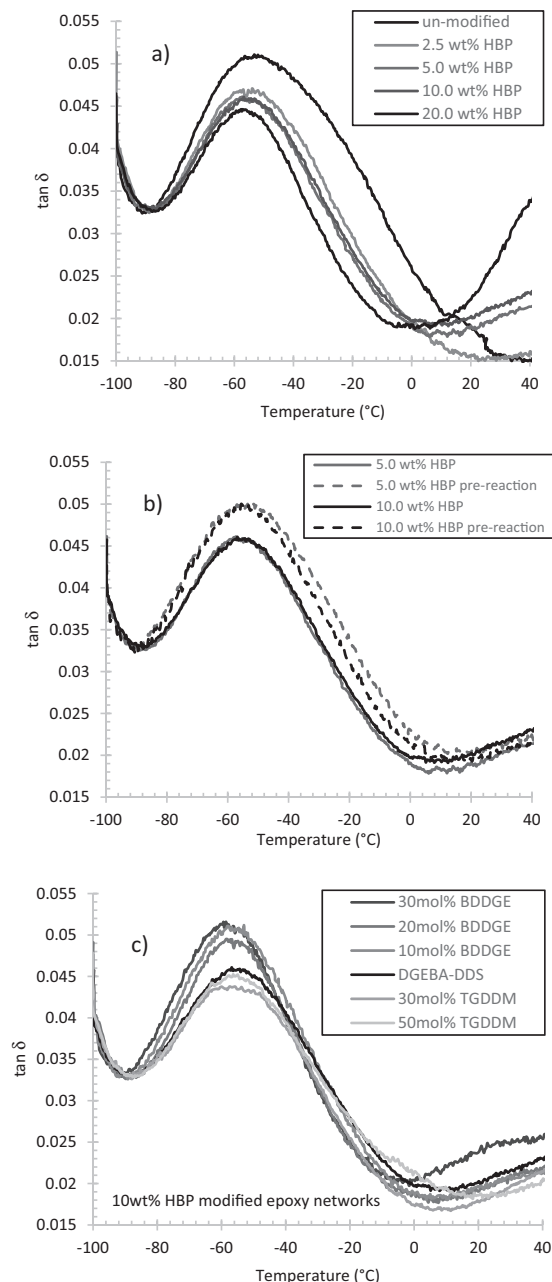 a)
un-modified
2.5 wt% HBP
5.0 wt% HBP
10.0 wt% HBP
20.0 wt% HBP
0.055
0.05
0.045
0.04
0.035
0.03
0.025
0.02
0.015
tan δ
-100 -80 -60 -40 -20 0 20 40
Temperature (°C)
b)
5.0 wt% HBP
5.0 wt% HBP pre-reaction
10.0 wt% HBP
10.0 wt% HBP pre-reaction
0.055
0.05
0.045
0.04
0.035
0.03
0.025
0.02
0.015
tan δ
-100 -80 -60 -40 -20 0 20 40
Temperature (°C)
c)
30mol% BDDGE
20mol% BDDGE
10mol% BDDGE
DGEBA-DDS
30mol% TGDDM
50mol% TGDDM
0.055
0.05
0.045
0.04
0.035
0.03
0.025
0.02
0.015
tan δ
10wt% HBP modified epoxy networks
-100 -80 -60 -40 -20 0 20 40
Temperature (°C)